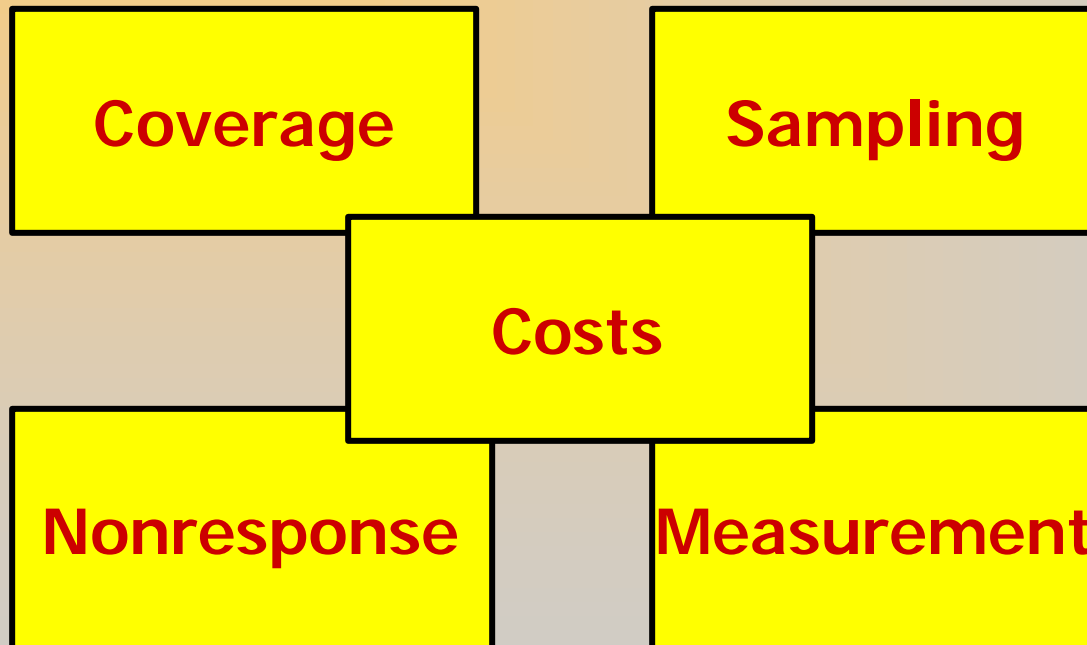 Coverage
Sampling
Costs
Nonresponse
Measurement